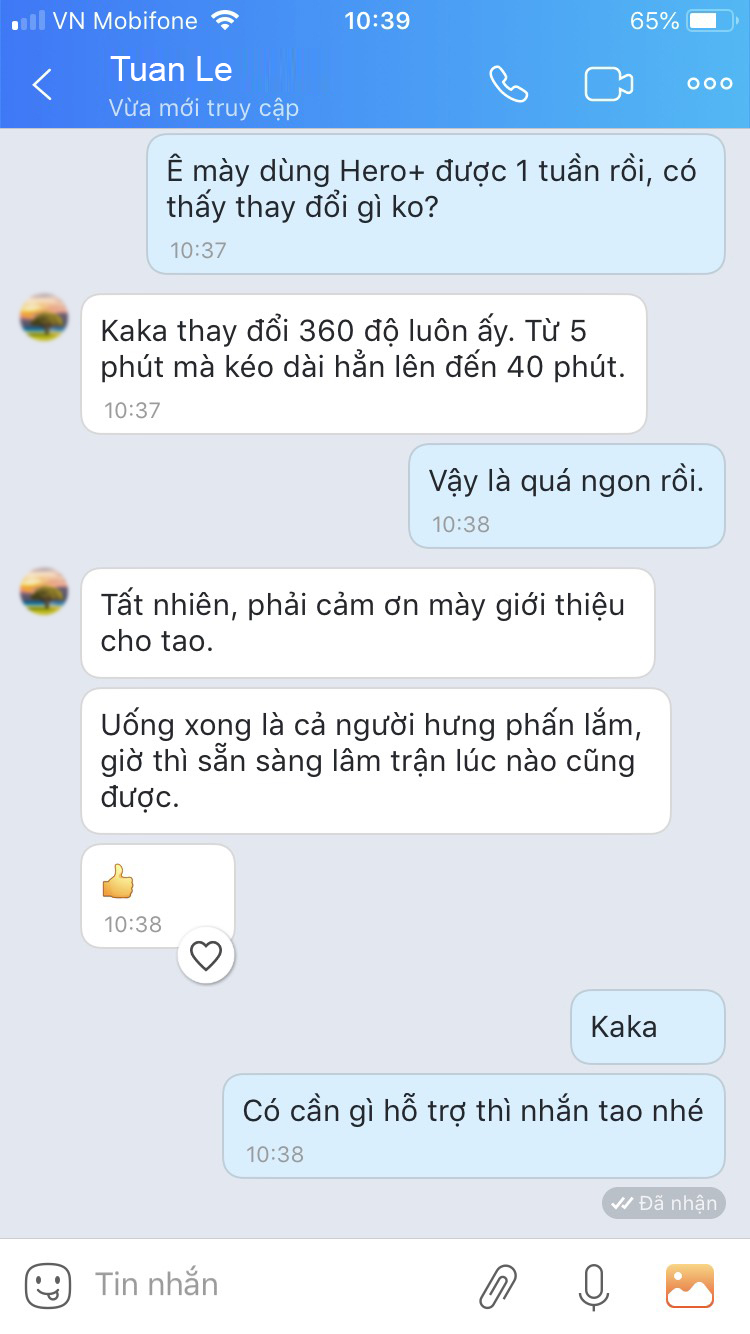 VN Mobifone 10:39 65%
Tuan Le
Vừa mới truy cập
Ê mày dùng Hero+ được 1 tuần rồi, có
thấy thay đổi gì ko?
10:37
Kaka thay đổi 360 độ luôn ấy. Từ 5
phút mà kéo dài hẳn lên đến 40 phút.
10:37
Vậy là quá ngon rồi.
10:38
Tất nhiên, phải cảm ơn mày giới thiệu
cho tao.
Uống xong là cả người hưng phấn lắm,
giờ thì sẵn sàng lâm trận lúc nào cũng
được.
10:38
Kaka
Có cần gì hỗ trợ thì nhắn tao nhé
10:38
Đã nhận
Tin nhắn